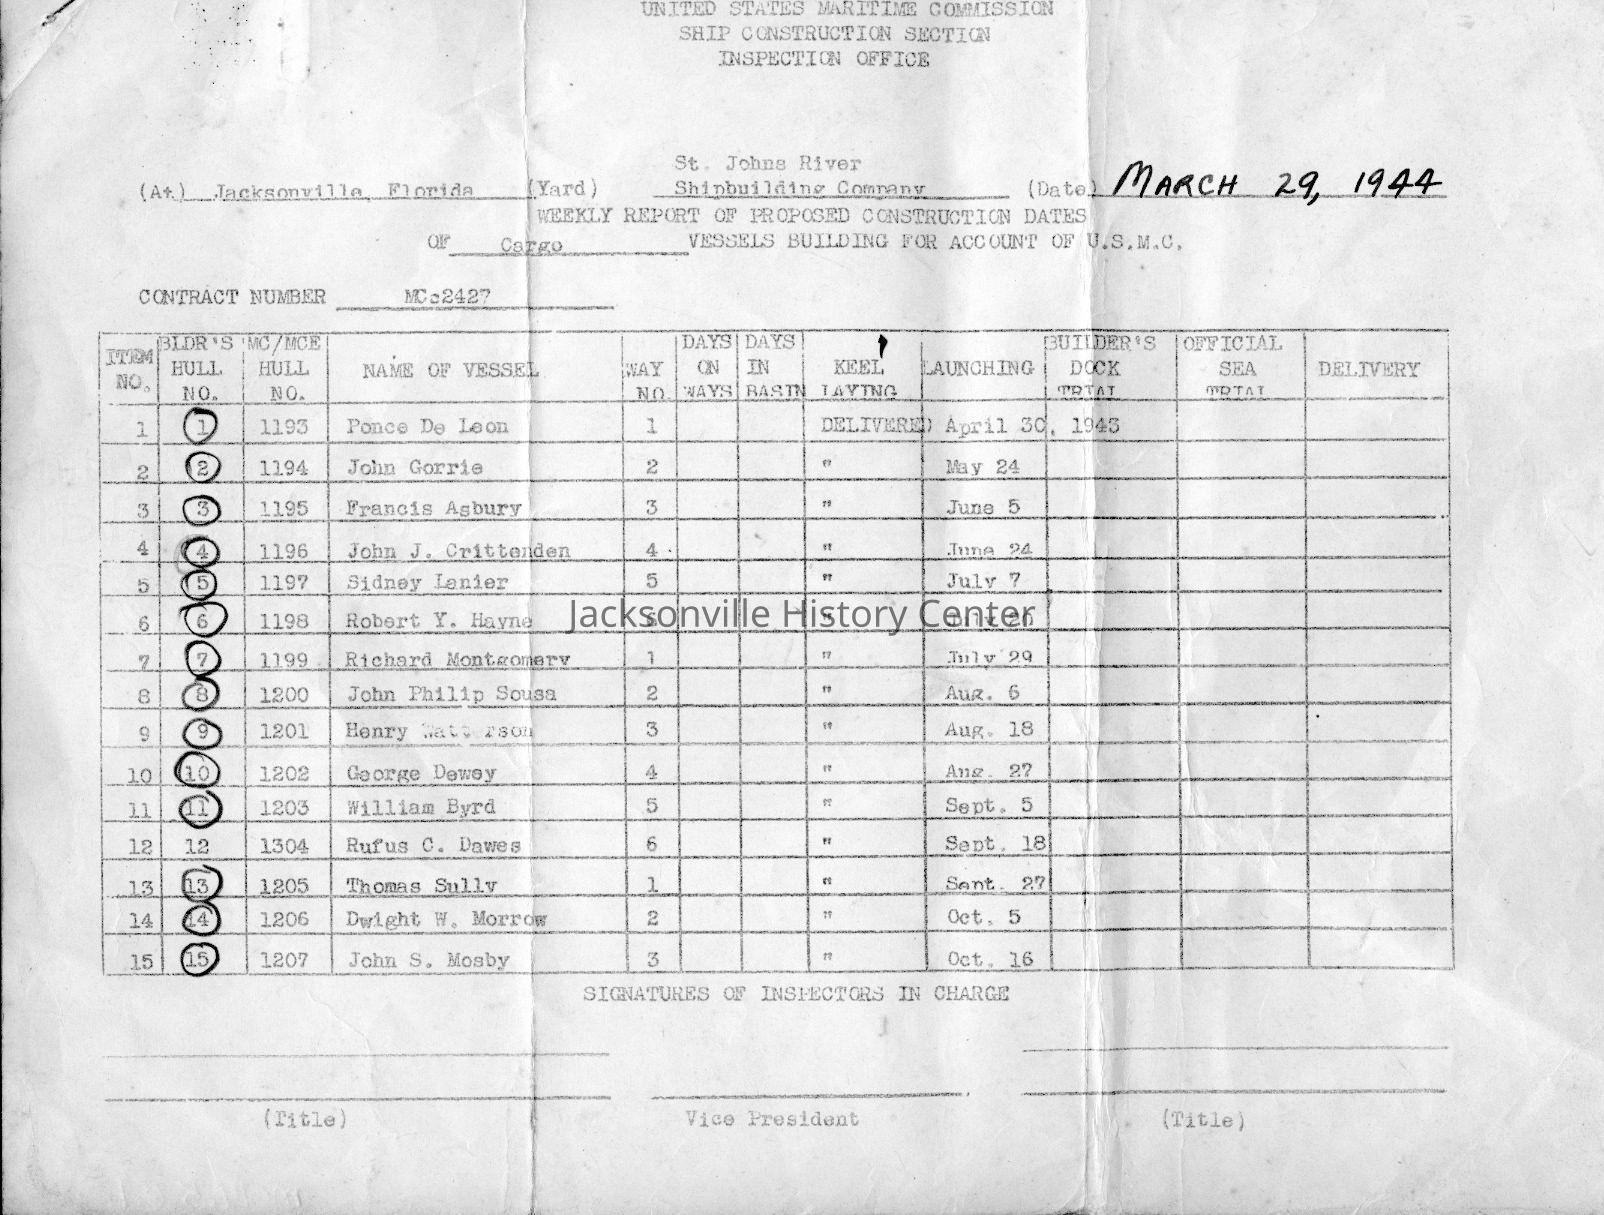 UNITED STATES MARITIME COMMISSION
SHIP CONSTRUCTION SECTION
INSPECTION OFFICE
St. Johns River
(At) Jacksonville, Florida (Yard) Shipbuilding Company (Date) MARCH 29, 1944
WEEKLY REPORT OF PROPOSED CONSTRUCTION DATES
OF Cargo VESSELS BUILDING FOR ACCOUNT OF U.S.M.C.
CONTRACT NUMBER MCc2427
ITEM NO. BLDR'S HULL NO. MC/MCE HULL NO. NAME OF VESSEL WAY NO. DAYS ON WAYS DAYS IN BASIN KEEL LAYING LAUNCHING BUILDER'S DOCK TRIAL OFFICIAL SEA TRIAL DELIVERY
1 1 1193 Ponce De Leon 1 DELIVERED April 30, 1943
2 2 1194 John Gorrie 2 " May 24
3 3 1195 Francis Asbury 3 " June 5
4 4 1196 John J. Crittenden 4 " June 24
5 5 1197 Sidney Lanier 5 " July 7
6 6 1198 Robert Y. Hayne "
Jacksonville History Center
7 7 1199 Richard Montgomery 1 " July 29
8 8 1200 John Philip Sousa 2 " Aug. 6
9 9 1201 Henry Watterson 3 " Aug. 18
10 10 1202 George Dewey 4 " Aug. 27
11 11 1203 William Byrd 5 " Sept. 5
12 12 1304 Rufus C. Dawes 6 " Sept. 18
13 13 1205 Thomas Sully 1 " Sept. 27
14 14 1206 Dwight W. Morrow 2 " Oct. 5
15 15 1207 John S. Mosby 3 " Oct. 16
SIGNATURES OF INSPECTORS IN CHARGE
(Title) Vice President (Title)